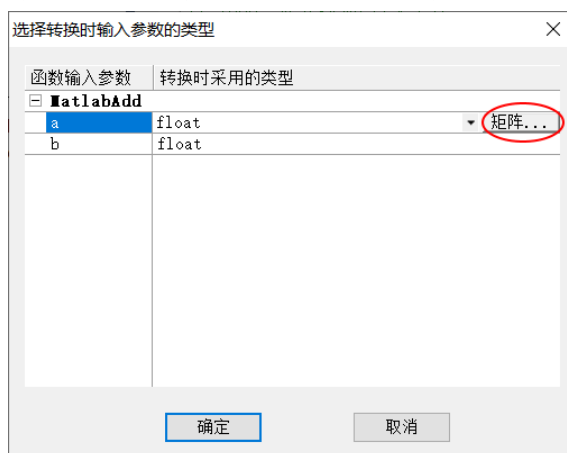 选择转换时输入参数的类型
函数输入参数 转换时采用的类型
MatlabAdd
a float 矩阵...
b float
确定 取消